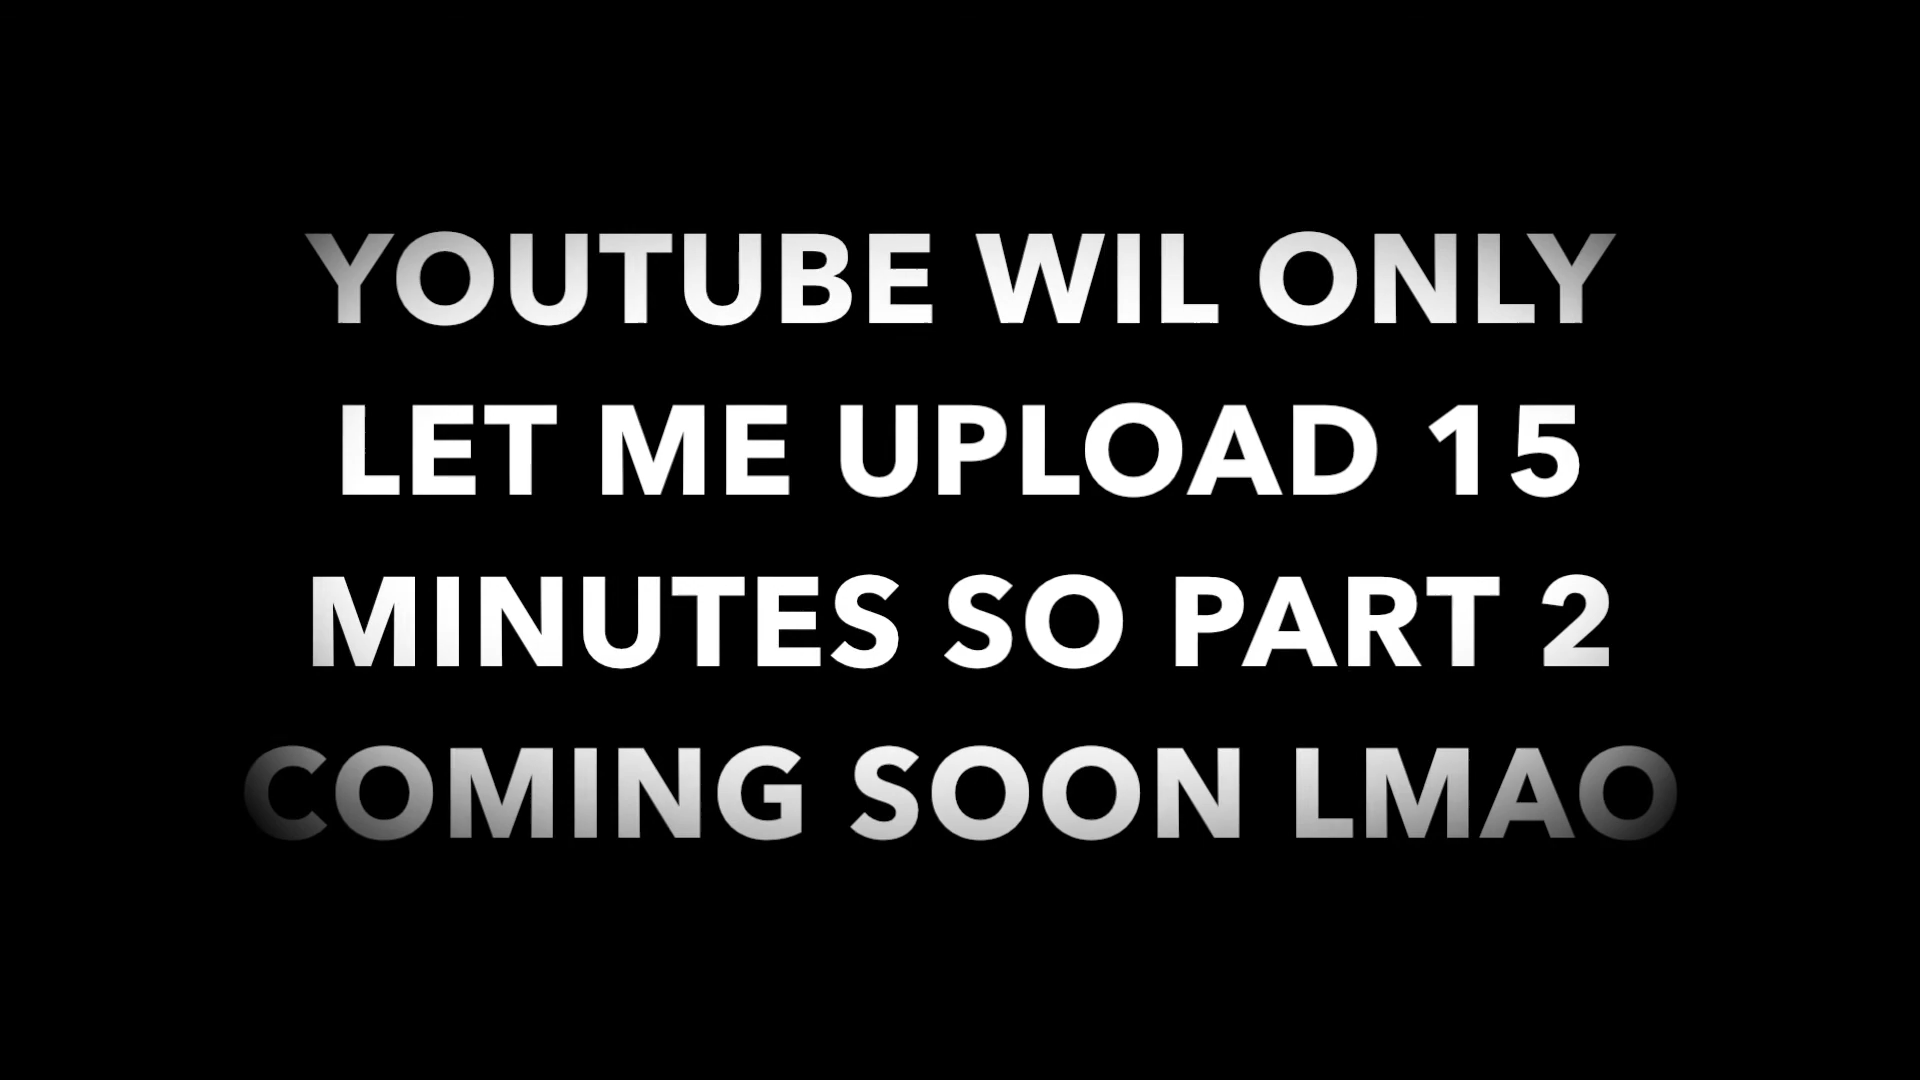 YOUTUBE WIL ONLY
LET ME UPLOAD 15
MINUTES SO PART 2
COMING SOON LMAO